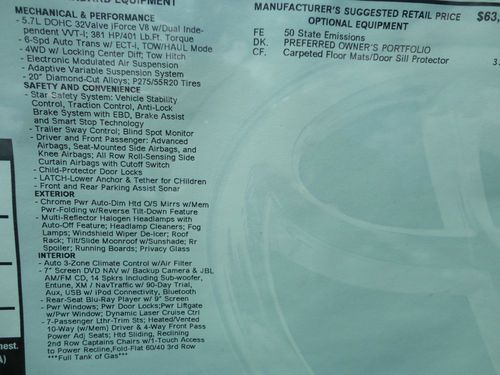 MECHANICAL & PERFORMANCE
- 5.7L DOHC 32Valve iForce V8 w/Dual Inde-
pendent VVT-i; 381 HP/401 Lb.Ft. Torque
- 6-Spd Auto Trans w/ ECT-i, TOW/HAUL Mode
- 4WD w/ Locking Center Diff; Tow Hitch
- Electronic Modulated Air Suspension
- Adaptive Variable Suspension System
- 20" Diamond-Cut Alloys; P275/55R20 Tires
SAFETY AND CONVENIENCE
- Star Safety System: Vehicle Stability
Control, Traction Control, Anti-Lock
Brake System with EBD, Brake Assist
and Smart Stop Technology
- Trailer Sway Control; Blind Spot Monitor
- Driver and Front Passenger: Advanced
Airbags, Seat-Mounted Side Airbags, and
Knee Airbags; All Row Roll-Sensing Side
Curtain Airbags with Cutoff Switch
- Child-Protector Door Locks
- LATCH-Lower Anchor & Tether for CHildren
- Front and Rear Parking Assist Sonar
EXTERIOR
- Chrome Pwr Auto-Dim Htd O/S Mirrs w/Mem
Pwr-Folding w/Reverse Tilt-Down Feature
- Multi-Reflector Halogen Headlamps with
Auto-Off Feature; Headlamp Cleaners; Fog
Lamps; Windshield Wiper De-Icer; Roof
Rack; Tilt/Slide Moonroof w/Sunshade; Rr
Spoiler; Running Boards; Privacy Glass
INTERIOR
- Auto 3-Zone Climate Control w/Air Filter
- 7" Screen DVD NAV w/ Backup Camera & JBL
AM/FM CD, 14 Spkrs Including Sub-woofer,
Entune, XM / NavTraffic w/ 90-Day Trial,
Aux, USB w/ iPod Connectivity, Bluetooth
- Rear-Seat Blu-Ray Player w/ 9" Screen
- Pwr Windows; Pwr Door Locks;Pwr Liftgate
w/Pwr Window; Dynamic Laser Cruise Ctrl
- 7-Passenger Lthr-Trim Sts; Heated/Vented
10-Way (w/Mem) Driver & 4-Way Front Pass
Power Adj Seats; Htd Sliding, Reclining
2nd Row Captains Chairs w/1-Touch Access
to Power Recline,Fold-Flat 60/40 3rd Row
***Full Tank of Gas***
MANUFACTURER'S SUGGESTED RETAIL PRICE $63,
OPTIONAL EQUIPMENT
FE 50 State Emissions
DK. PREFERRED OWNER'S PORTFOLIO
CF. Carpeted Floor Mats/Door Sill Protector